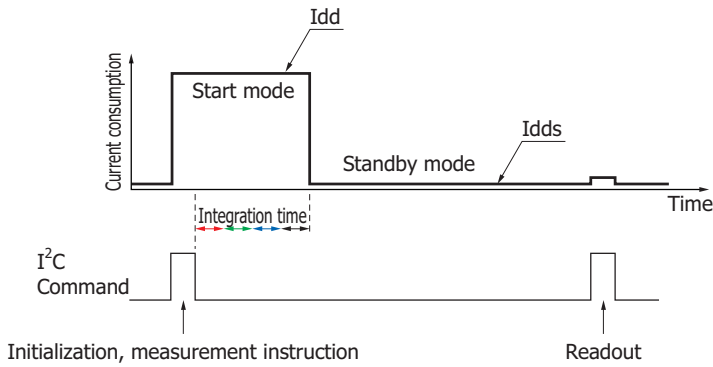 Idd
Current consumption
Start mode
Idds
Standby mode
Time
Integration time
I²C
Command
Initialization, measurement instruction
Readout